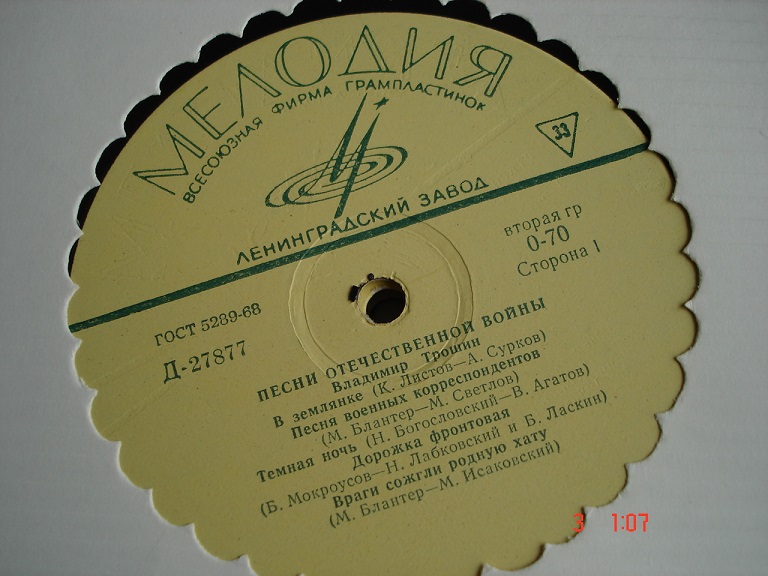 МЕЛОДИЯ
ВСЕСОЮЗНАЯ ФИРМА ГРАМПЛАСТИНОК
33
ЛЕНИНГРАДСКИЙ ЗАВОД
ГОСТ 5289-68
Д-27877
вторая гр
0-70
Сторона 1
ПЕСНИ ОТЕЧЕСТВЕННОЙ ВОЙНЫ
Владимир Трошин
В землянке (К. Листов—А. Сурков)
Песня военных корреспондентов
(М. Блантер—М. Светлов)
Темная ночь (Н. Богословский—В. Агатов)
Дорожка фронтовая
(Б. Мокроусов—Н. Лабковский и Б. Ласкин)
Враги сожгли родную хату
(М. Блантер—М. Исаковский)
3 1:07